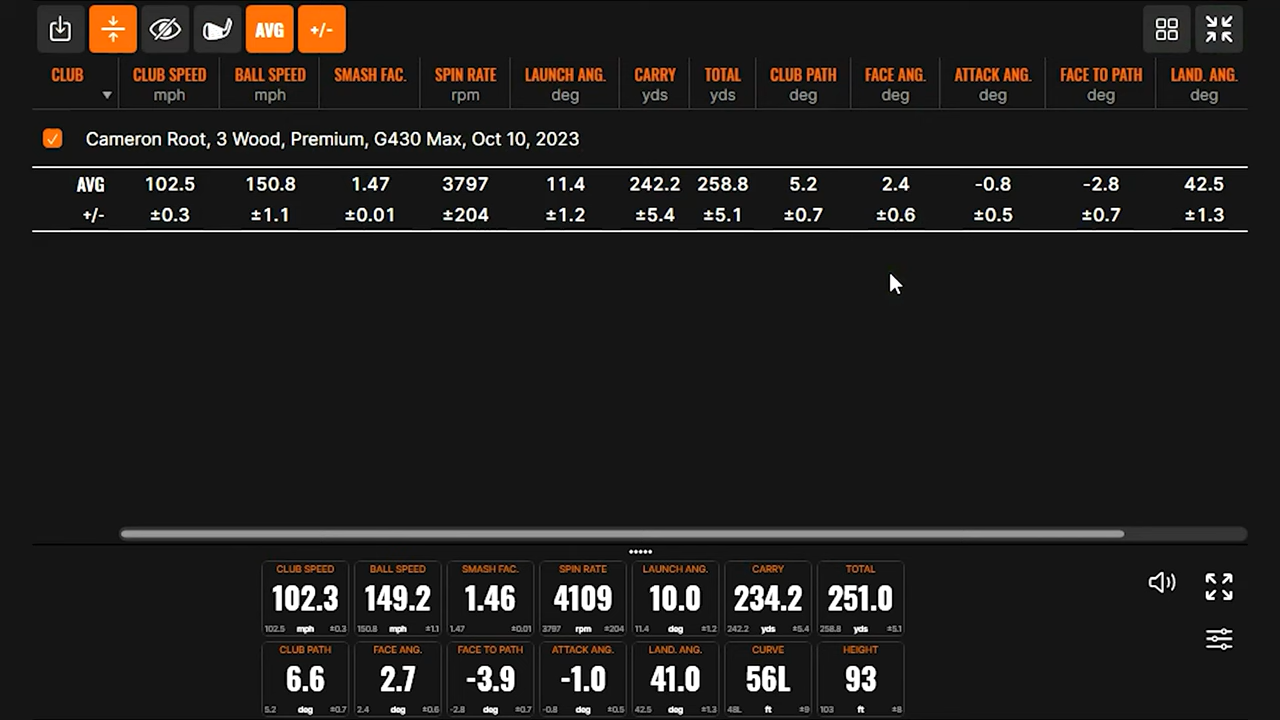 AVG +/-
CLUB CLUB SPEED BALL SPEED SMASH FAC. SPIN RATE LAUNCH ANG. CARRY TOTAL CLUB PATH FACE ANG. ATTACK ANG. FACE TO PATH LAND. ANG.
mph mph rpm deg yds yds deg deg deg deg deg
Cameron Root, 3 Wood, Premium, G430 Max, Oct 10, 2023
AVG 102.5 150.8 1.47 3797 11.4 242.2 258.8 5.2 2.4 -0.8 -2.8 42.5
+/- ±0.3 ±1.1 ±0.01 ±204 ±1.2 ±5.4 ±5.1 ±0.7 ±0.6 ±0.5 ±0.7 ±1.3
CLUB SPEED BALL SPEED SMASH FAC. SPIN RATE LAUNCH ANG. CARRY TOTAL
102.3 149.2 1.46 4109 10.0 234.2 251.0
102.5 mph ±0.3 150.8 mph ±1.1 1.47 ±0.01 3797 rpm ±204 11.4 deg ±1.2 242.2 yds ±5.4 258.8 yds ±5.1
CLUB PATH FACE ANG. FACE TO PATH ATTACK ANG. LAND. ANG. CURVE HEIGHT
6.6 2.7 -3.9 -1.0 41.0 56L 93
5.2 deg ±0.7 2.4 deg ±0.6 -2.8 deg ±0.7 -0.8 deg ±0.5 42.5 deg ±1.3 48L ft ±9 103 ft ±8